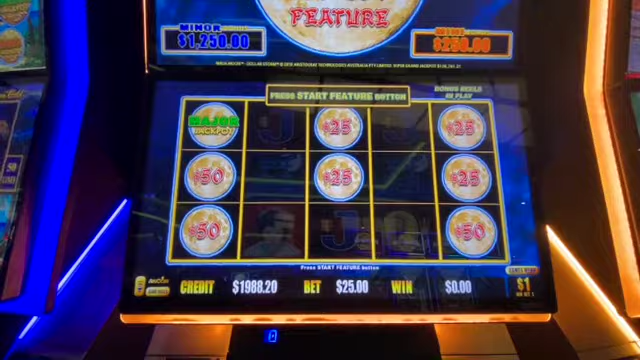 FEATURE
MINOR
$1,250.00
$250.00
PRESS START FEATURE BUTTON
BONUS REELS
IN PLAY
MAJOR
JACKPOT
$25
$25
$50
$25
$25
$50
$50
Press START FEATURE button
CREDIT
$1988.20
BET
$25.00
WIN
$0.00
$1